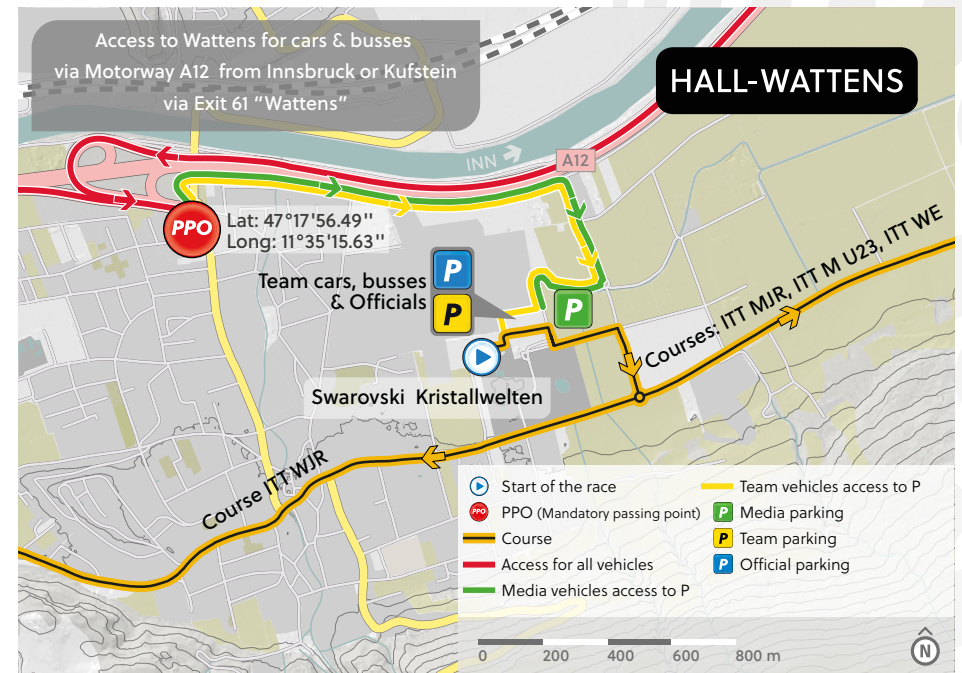 Access to Wattens for cars & busses
via Motorway A12 from Innsbruck or Kufstein
via Exit 61 "Wattens"
HALL-WATTENS
INN
A12
PPO
Lat: 47°17'56.49''
Long: 11°35'15.63''
Team cars, busses
& Officials
P
P
P
Courses: ITT MJR, ITT M U23, ITT WE
Swarovski Kristallwelten
Course ITT WJR
Start of the race
PPO PPO (Mandatory passing point)
Course
Access for all vehicles
Media vehicles access to P
Team vehicles access to P
P Media parking
P Team parking
P Official parking
0 200 400 600 800 m
N